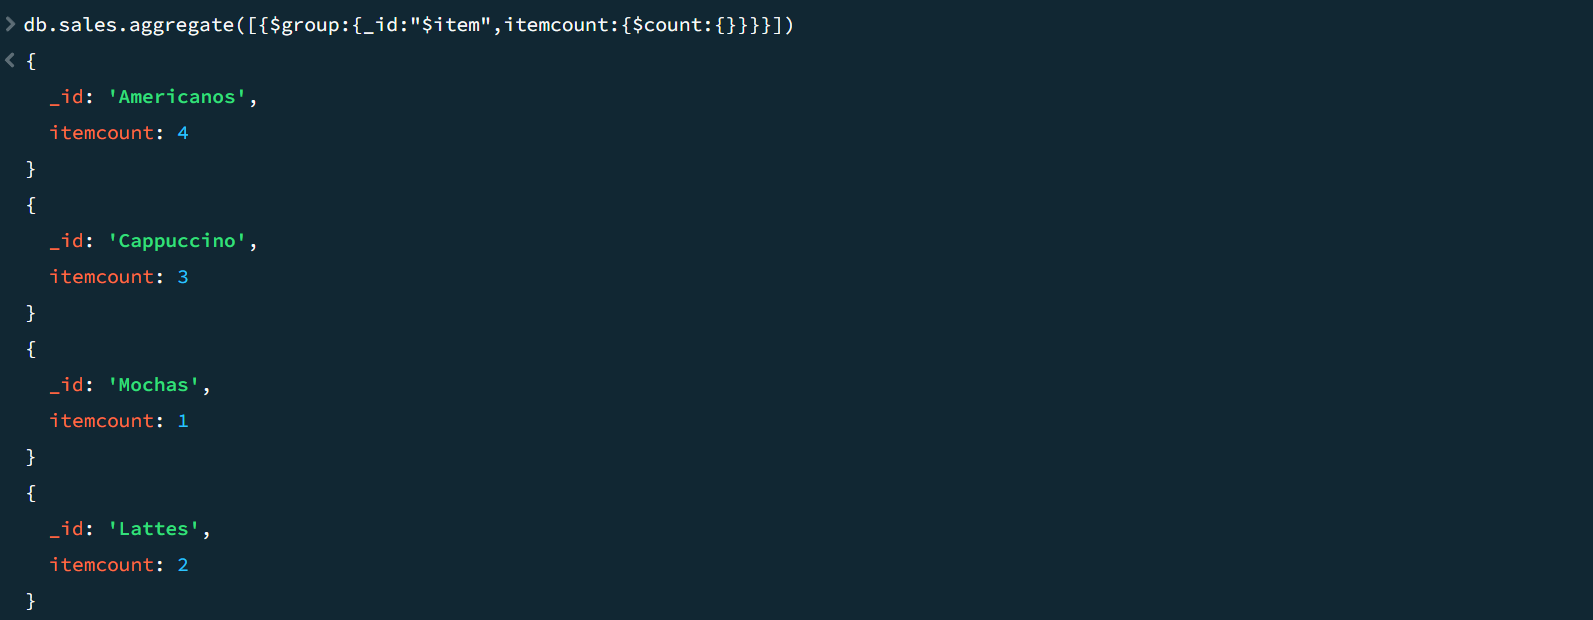 > db.sales.aggregate([{$group:{_id:"$item",itemcount:{$count:{}}}}])
< {
_id: 'Americanos',
itemcount: 4
}
{
_id: 'Cappuccino',
itemcount: 3
}
{
_id: 'Mochas',
itemcount: 1
}
{
_id: 'Lattes',
itemcount: 2
}